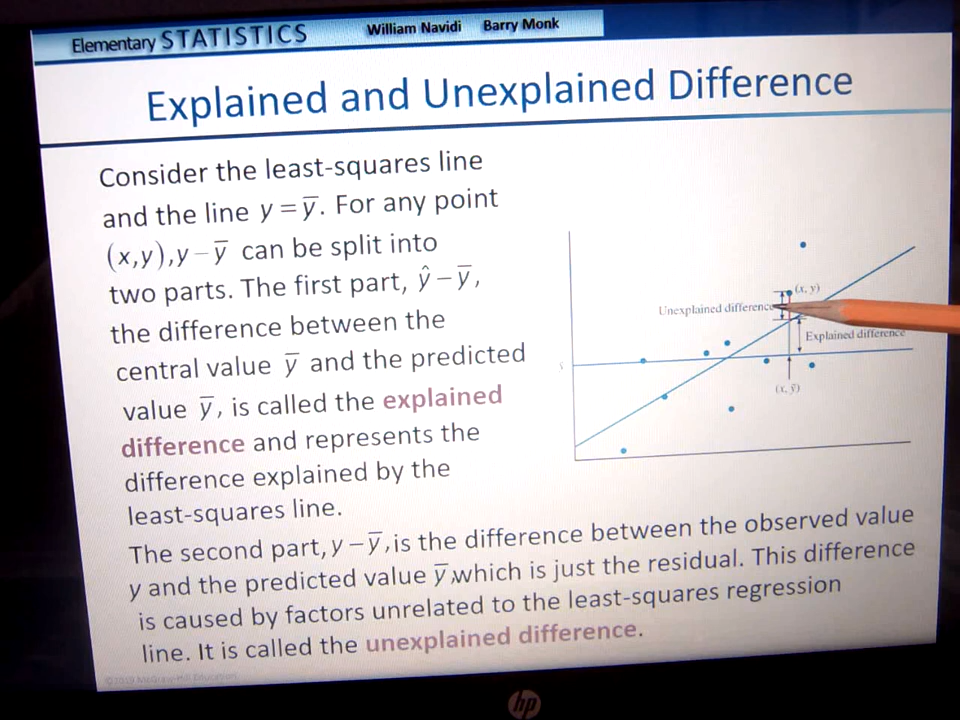 Elementary STATISTICS William Navidi Barry Monk
Explained and Unexplained Difference
Consider the least-squares line
and the line y = y̅. For any point
(x,y), y − y̅ can be split into
two parts. The first part, ŷ − y̅,
the difference between the
central value y̅ and the predicted
value y̅, is called the explained
difference and represents the
difference explained by the
least-squares line.
(x, y)
Unexplained difference
Explained difference
(x, y̅)
The second part, y − y̅, is the difference between the observed value
y and the predicted value y̅, which is just the residual. This difference
is caused by factors unrelated to the least-squares regression
line. It is called the unexplained difference.
©2019 McGraw-Hill Education
hp